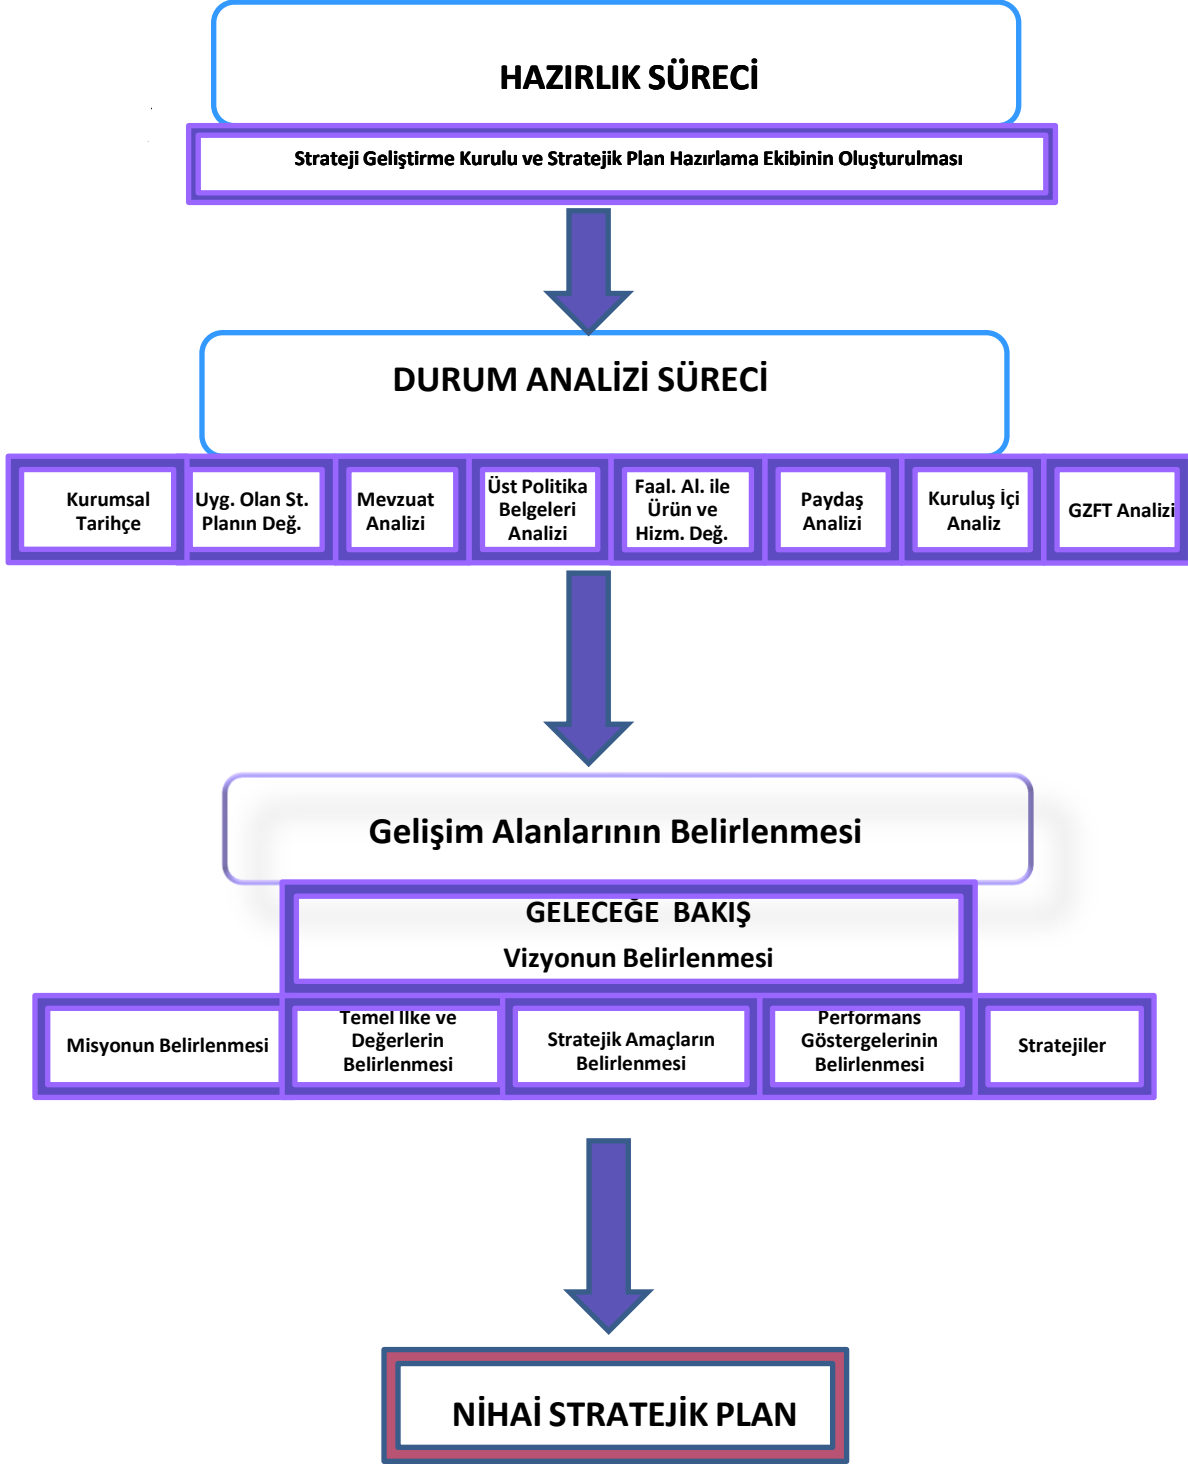 HAZIRLIK SÜRECİ
Strateji Geliştirme Kurulu ve Stratejik Plan Hazırlama Ekibinin Oluşturulması
DURUM ANALİZİ SÜRECİ
Kurumsal
Tarihçe
Uyg. Olan St.
Planın Değ.
Mevzuat
Analizi
Üst Politika
Belgeleri
Analizi
Faal. Al. ile
Ürün ve
Hizm. Değ.
Paydaş
Analizi
Kuruluş İçi
Analiz
GZFT Analizi
Gelişim Alanlarının Belirlenmesi
GELECEĞE BAKIŞ
Vizyonun Belirlenmesi
Misyonun Belirlenmesi
Temel İlke ve
Değerlerin
Belirlenmesi
Stratejik Amaçların
Belirlenmesi
Performans
Göstergelerinin
Belirlenmesi
Stratejiler
NİHAİ STRATEJİK PLAN